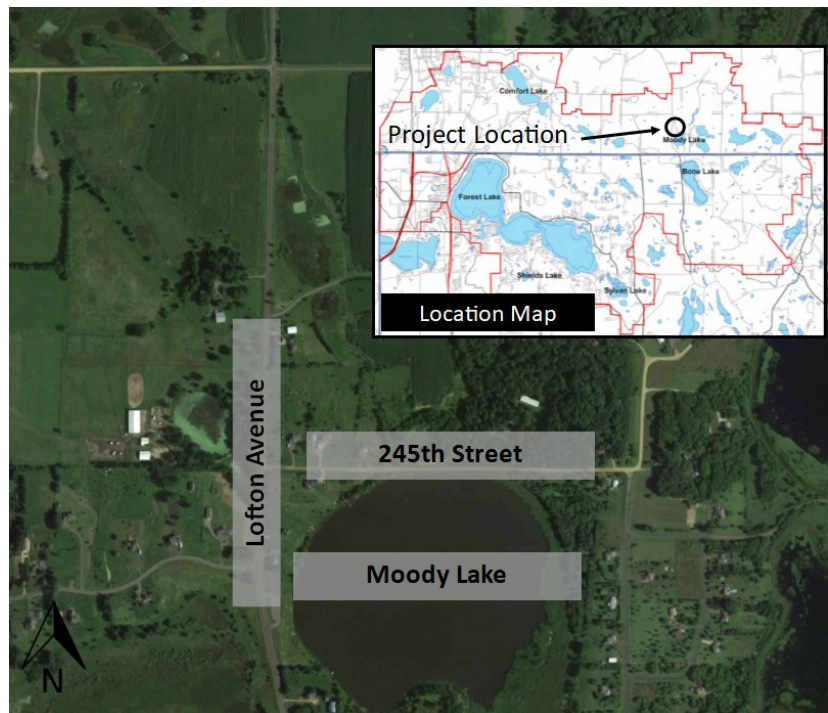 Comfort Lake
Project Location
Moody Lake
Bone Lake
Forest Lake
Shields Lake
Sylvan Lake
Location Map
Lofton Avenue
245th Street
Moody Lake
N